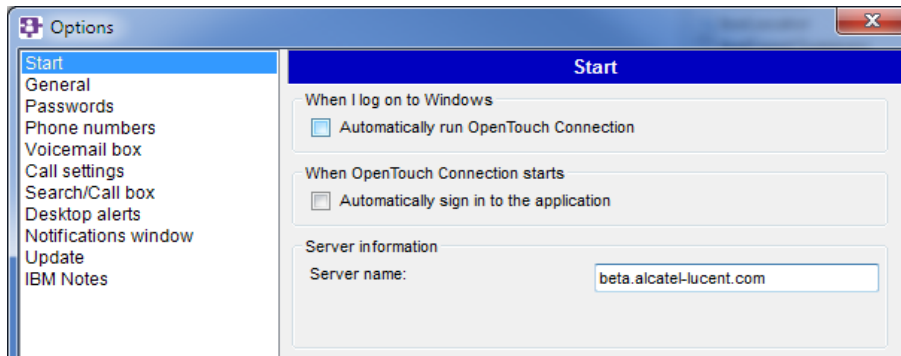 Options
Start
General
Passwords
Phone numbers
Voicemail box
Call settings
Search/Call box
Desktop alerts
Notifications window
Update
IBM Notes
Start
When I log on to Windows
Automatically run OpenTouch Connection
When OpenTouch Connection starts
Automatically sign in to the application
Server information
Server name: beta.alcatel-lucent.com